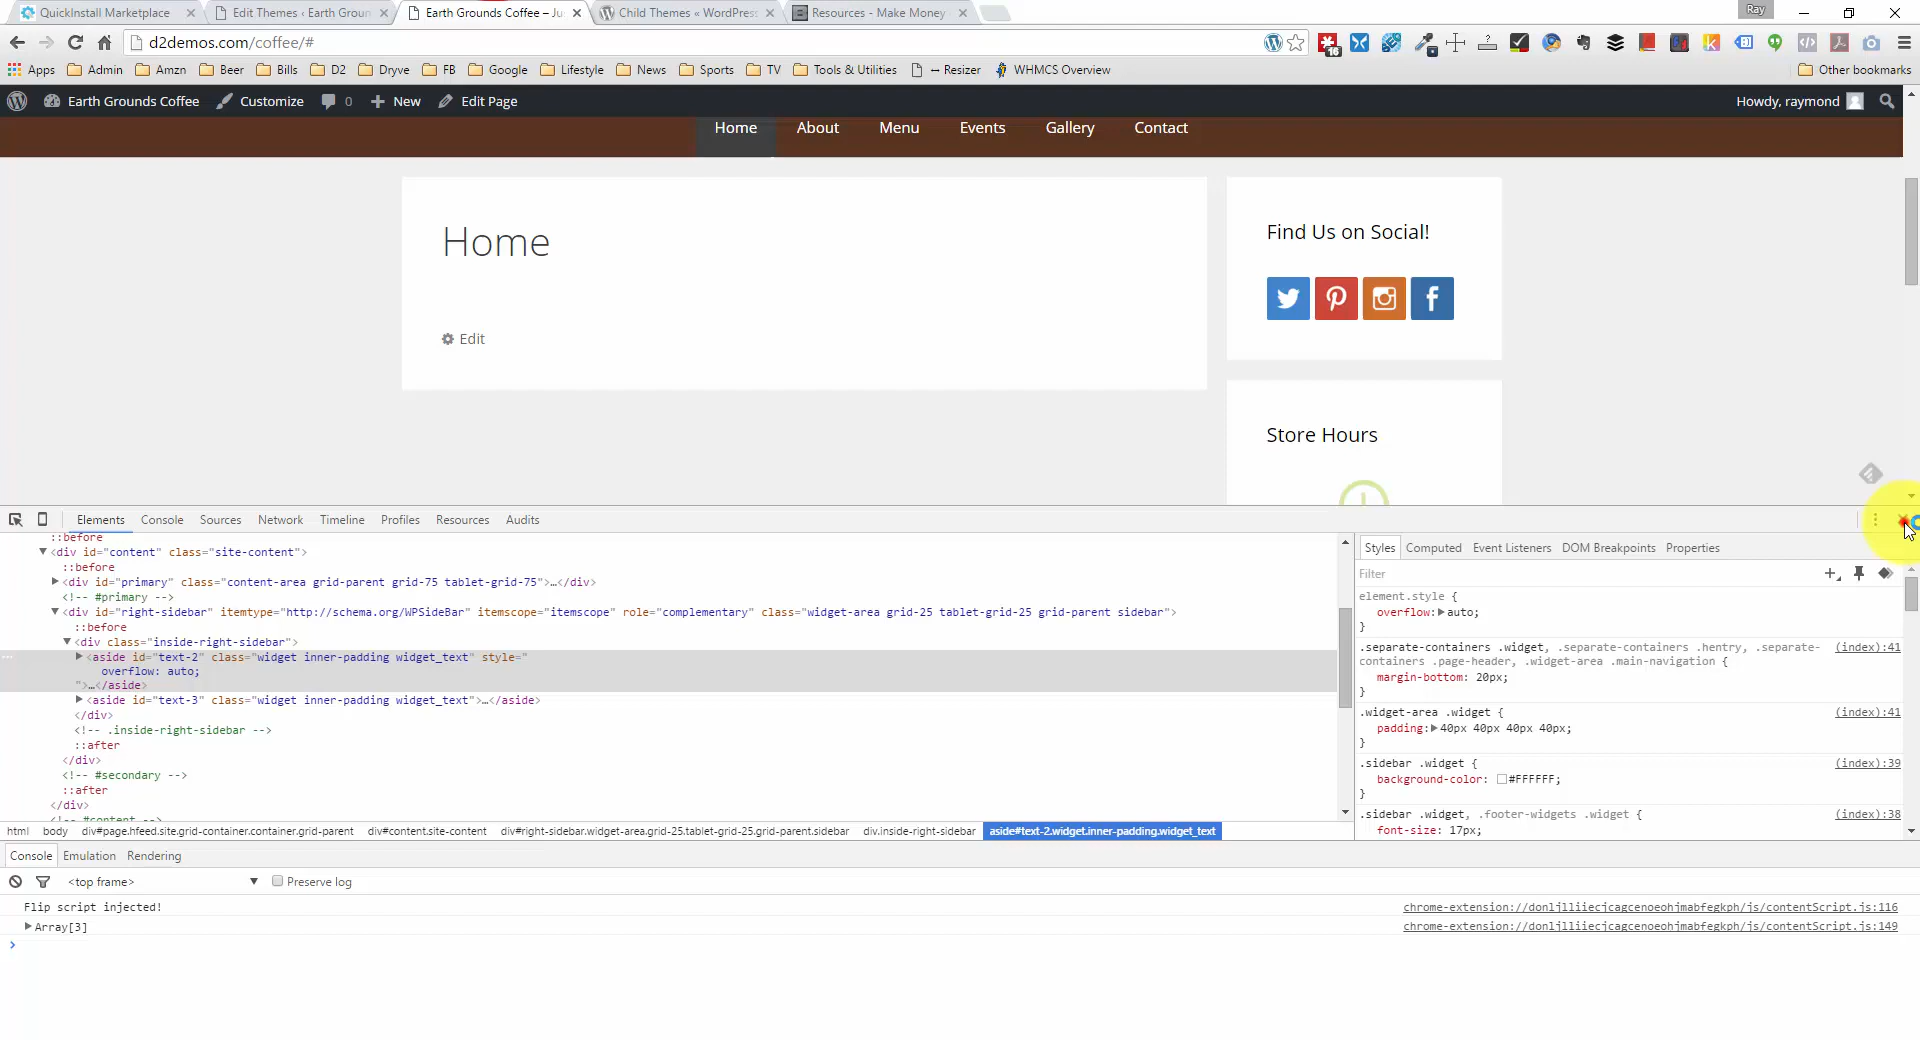 QuickInstall Marketplace
Edit Themes ‹ Earth Groun
Earth Grounds Coffee – Ju
Child Themes « WordPres
Resources - Make Money
Ray
d2demos.com/coffee/#
16
Apps
Admin
Amzn
Beer
Bills
D2
Dryve
FB
Google
Lifestyle
News
Sports
TV
Tools & Utilities
↔ Resizer
WHMCS Overview
Other bookmarks
Earth Grounds Coffee
Customize
0
New
Edit Page
Howdy, raymond
Home
About
Menu
Events
Gallery
Contact
Home
Edit
Find Us on Social!
Store Hours
Elements
Console
Sources
Network
Timeline
Profiles
Resources
Audits
::before
<div id="content" class="site-content">
::before
<div id="primary" class="content-area grid-parent grid-75 tablet-grid-75">…</div>
<!-- #primary -->
<div id="right-sidebar" itemtype="http://schema.org/WPSideBar" itemscope="itemscope" role="complementary" class="widget-area grid-25 tablet-grid-25 grid-parent sidebar">
::before
<div class="inside-right-sidebar">
<aside id="text-2" class="widget inner-padding widget_text" style="
overflow: auto;
">…</aside>
<aside id="text-3" class="widget inner-padding widget_text">…</aside>
</div>
<!-- .inside-right-sidebar -->
::after
</div>
<!-- #secondary -->
::after
</div>
<!-- #content -->
html
body
div#page.hfeed.site.grid-container.container.grid-parent
div#content.site-content
div#right-sidebar.widget-area.grid-25.tablet-grid-25.grid-parent.sidebar
div.inside-right-sidebar
aside#text-2.widget.inner-padding.widget_text
Styles
Computed
Event Listeners
DOM Breakpoints
Properties
Filter
element.style {
overflow: auto;
}
.separate-containers .widget, .separate-containers .hentry, .separate- (index):41
containers .page-header, .widget-area .main-navigation {
margin-bottom: 20px;
}
.widget-area .widget { (index):41
padding: 40px 40px 40px 40px;
}
.sidebar .widget { (index):39
background-color: #FFFFFF;
}
.sidebar .widget, .footer-widgets .widget { (index):38
font-size: 17px;
Console
Emulation
Rendering
<top frame>
Preserve log
Flip script injected! chrome-extension://donljlliiecjcagcenoeohjmabfegkph/js/contentScript.js:116
Array[3] chrome-extension://donljlliiecjcagcenoeohjmabfegkph/js/contentScript.js:149